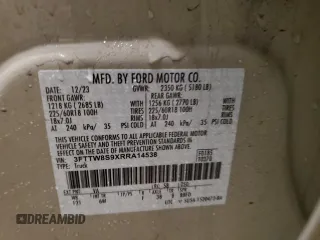 MFD. BY FORD MOTOR CO.
DATE: 12/23 GVWR: 2350 KG (5180 LB)
FRONT GAWR: REAR GAWR:
1218 KG (2685 LB) 1256 KG (2770 LB)
225/60R18 100H 225/60R18 100H
18x7.0J 18x7.0J
AT 240 kPa/ 35 PSI COLD AT 240 kPa/ 35 PSI COLD
THIS VEHICLE CONFORMS TO ALL APPLICABLE FEDERAL MOTOR
VEHICLE SAFETY AND THEFT PREVENTION STANDARDS IN
EFFECT ON THE DATE OF MANUFACTURE SHOWN ABOVE.
VIN: 3FTTW8S9XRRA14538
TYPE: Truck
DREAMBID